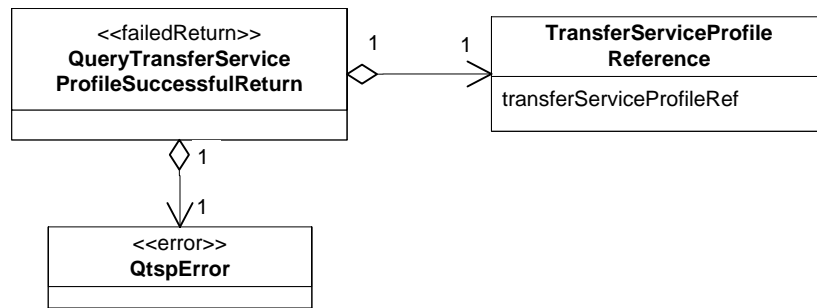 <<failedReturn>>
QueryTransferService
ProfileSuccessfulReturn
1
1
TransferServiceProfile
Reference
transferServiceProfileRef
1
1
<<error>>
QtspError